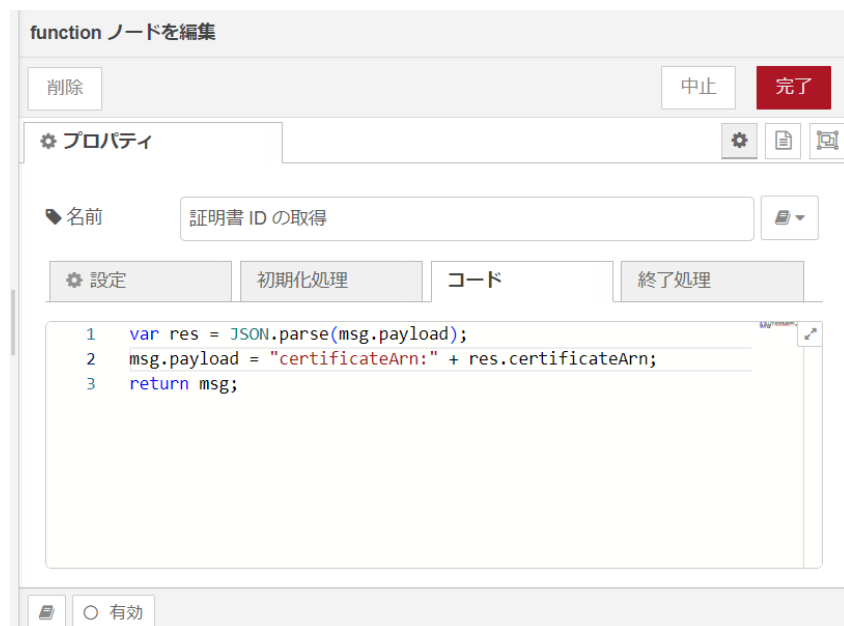 function ノードを編集
削除
中止
完了
プロパティ
名前
証明書 ID の取得
設定
初期化処理
コード
終了処理
1 var res = JSON.parse(msg.payload);
2 msg.payload = "certificateArn:" + res.certificateArn;
3 return msg;
有効